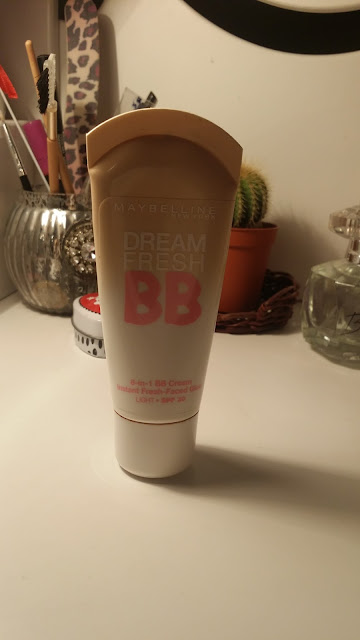 MAYBELLINE
NEW YORK
DREAM
FRESH
BB
8-in-1 BB Cream
Instant Fresh-Faced Glow
LIGHT • SPF 30